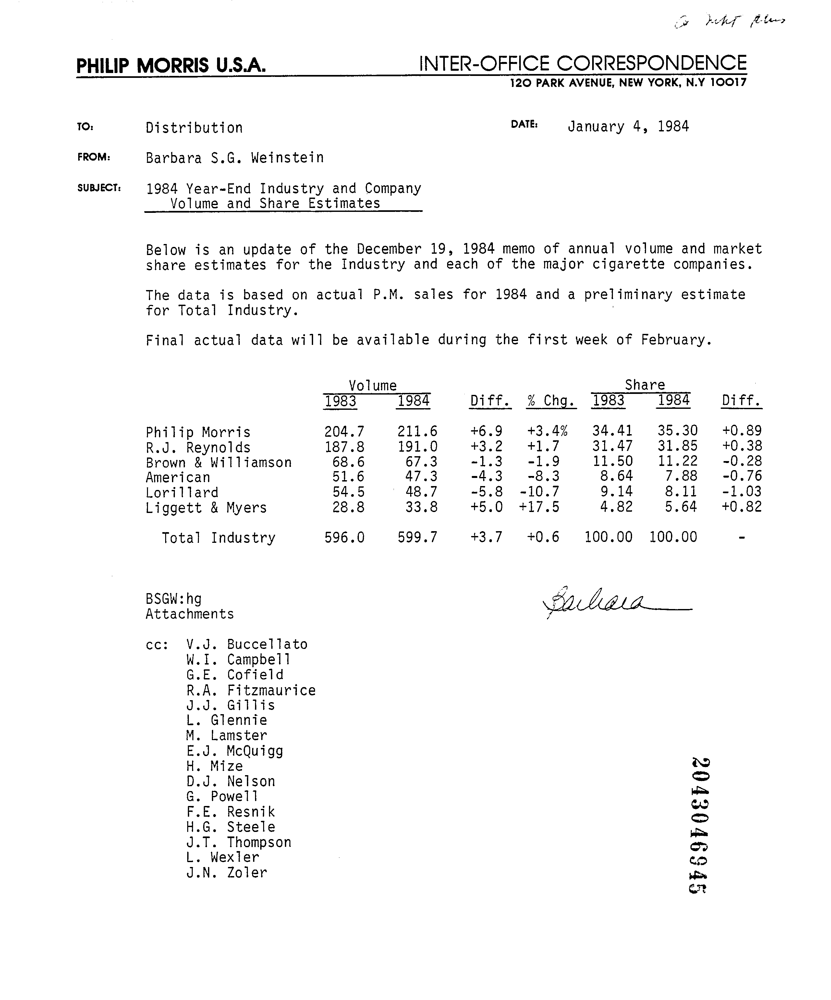 PHILIP MORRIS U.S.A. INTER-OFFICE CORRESPONDENCE
120 PARK AVENUE, NEW YORK, N.Y 10017
TO: Distribution DATE: January 4, 1984
FROM: Barbara S.G. Weinstein
SUBJECT: 1984 Year-End Industry and Company
Volume and Share Estimates
Below is an update of the December 19, 1984 memo of annual volume and market
share estimates for the Industry and each of the major cigarette companies.
The data is based on actual P.M. sales for 1984 and a preliminary estimate
for Total Industry.
Final actual data will be available during the first week of February.
Volume Share
1983 1984 Diff. % Chg. 1983 1984 Diff.
Philip Morris 204.7 211.6 +6.9 +3.4% 34.41 35.30 +0.89
R.J. Reynolds 187.8 191.0 +3.2 +1.7 31.47 31.85 +0.38
Brown & Williamson 68.6 67.3 -1.3 -1.9 11.50 11.22 -0.28
American 51.6 47.3 -4.3 -8.3 8.64 7.88 -0.76
Lorillard 54.5 48.7 -5.8 -10.7 9.14 8.11 -1.03
Liggett & Myers 28.8 33.8 +5.0 +17.5 4.82 5.64 +0.82
Total Industry 596.0 599.7 +3.7 +0.6 100.00 100.00 -
BSGW:hg
Attachments
Barbara
cc: V.J. Buccellato
W.I. Campbell
G.E. Cofield
R.A. Fitzmaurice
J.J. Gillis
L. Glennie
M. Lamster
E.J. McQuigg
H. Mize
D.J. Nelson
G. Powell
F.E. Resnik
H.G. Steele
J.T. Thompson
L. Wexler
J.N. Zoler
2043046945